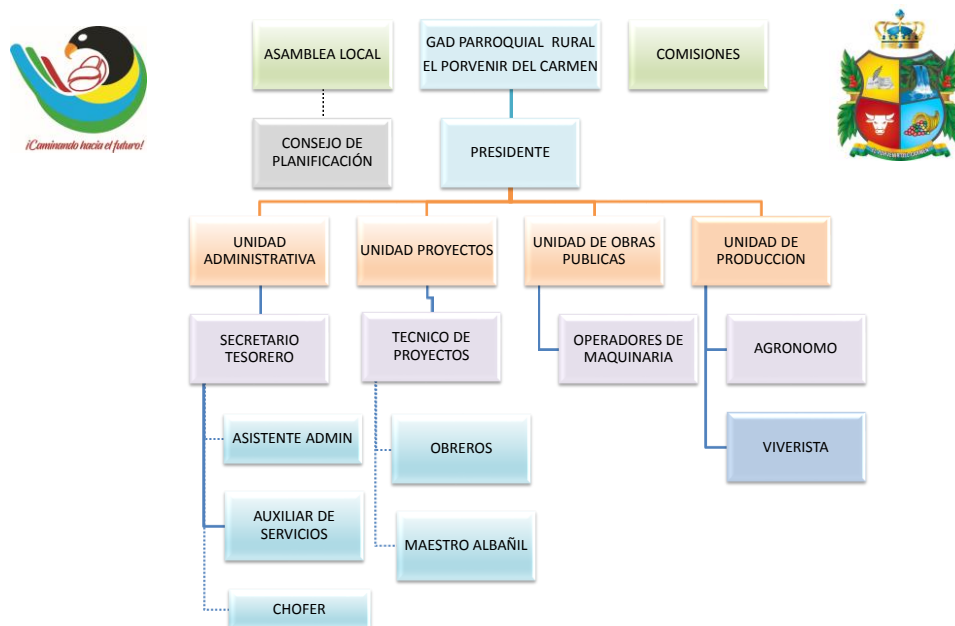 ASAMBLEA LOCAL
GAD PARROQUIAL RURAL
EL PORVENIR DEL CARMEN
COMISIONES
¡Caminando hacia el futuro!
CONSEJO DE
PLANIFICACIÓN
PRESIDENTE
UNIDAD
ADMINISTRATIVA
UNIDAD PROYECTOS
UNIDAD DE OBRAS
PUBLICAS
UNIDAD DE
PRODUCCION
SECRETARIO
TESORERO
TECNICO DE
PROYECTOS
OPERADORES DE
MAQUINARIA
AGRONOMO
ASISTENTE ADMIN
OBREROS
VIVERISTA
AUXILIAR DE
SERVICIOS
MAESTRO ALBAÑIL
CHOFER